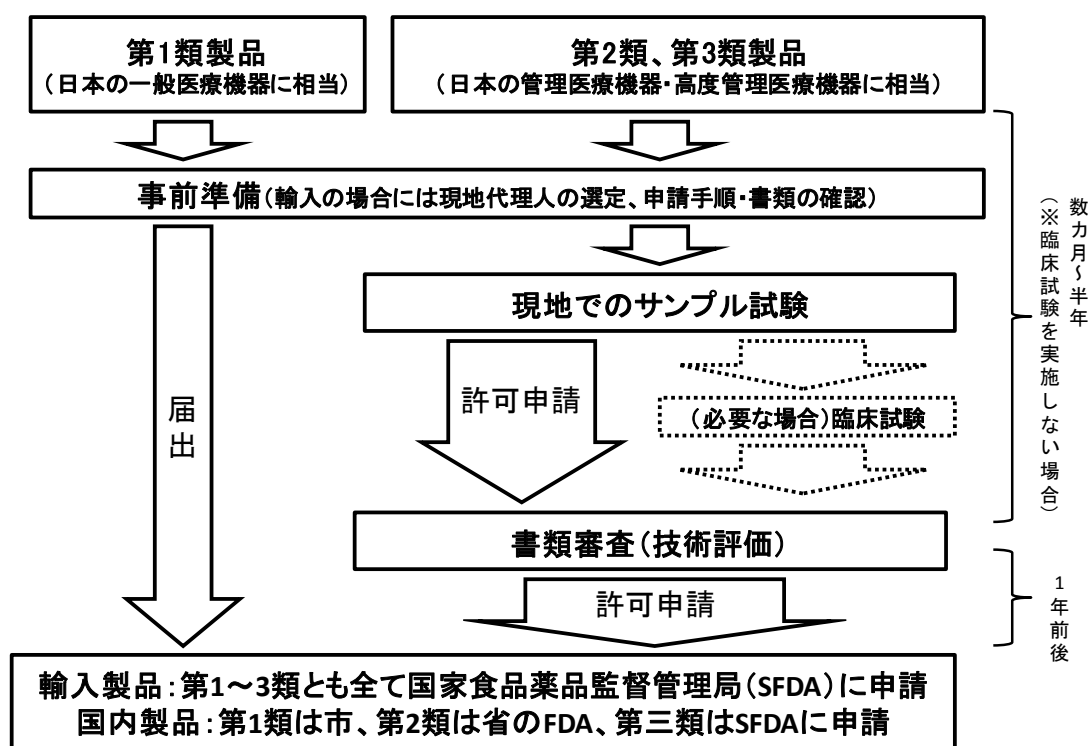 第1類製品
（日本の一般医療機器に相当）
第2類、第3類製品
（日本の管理医療機器・高度管理医療機器に相当）
事前準備（輸入の場合には現地代理人の選定、申請手順・書類の確認）
現地でのサンプル試験
届出
許可申請
（必要な場合）臨床試験
書類審査（技術評価）
許可申請
数カ月～半年
（※臨床試験を実施しない場合）
1年前後
輸入製品：第1～3類とも全て国家食品薬品監督管理局（SFDA）に申請
国内製品：第1類は市、第2類は省のFDA、第三類はSFDAに申請